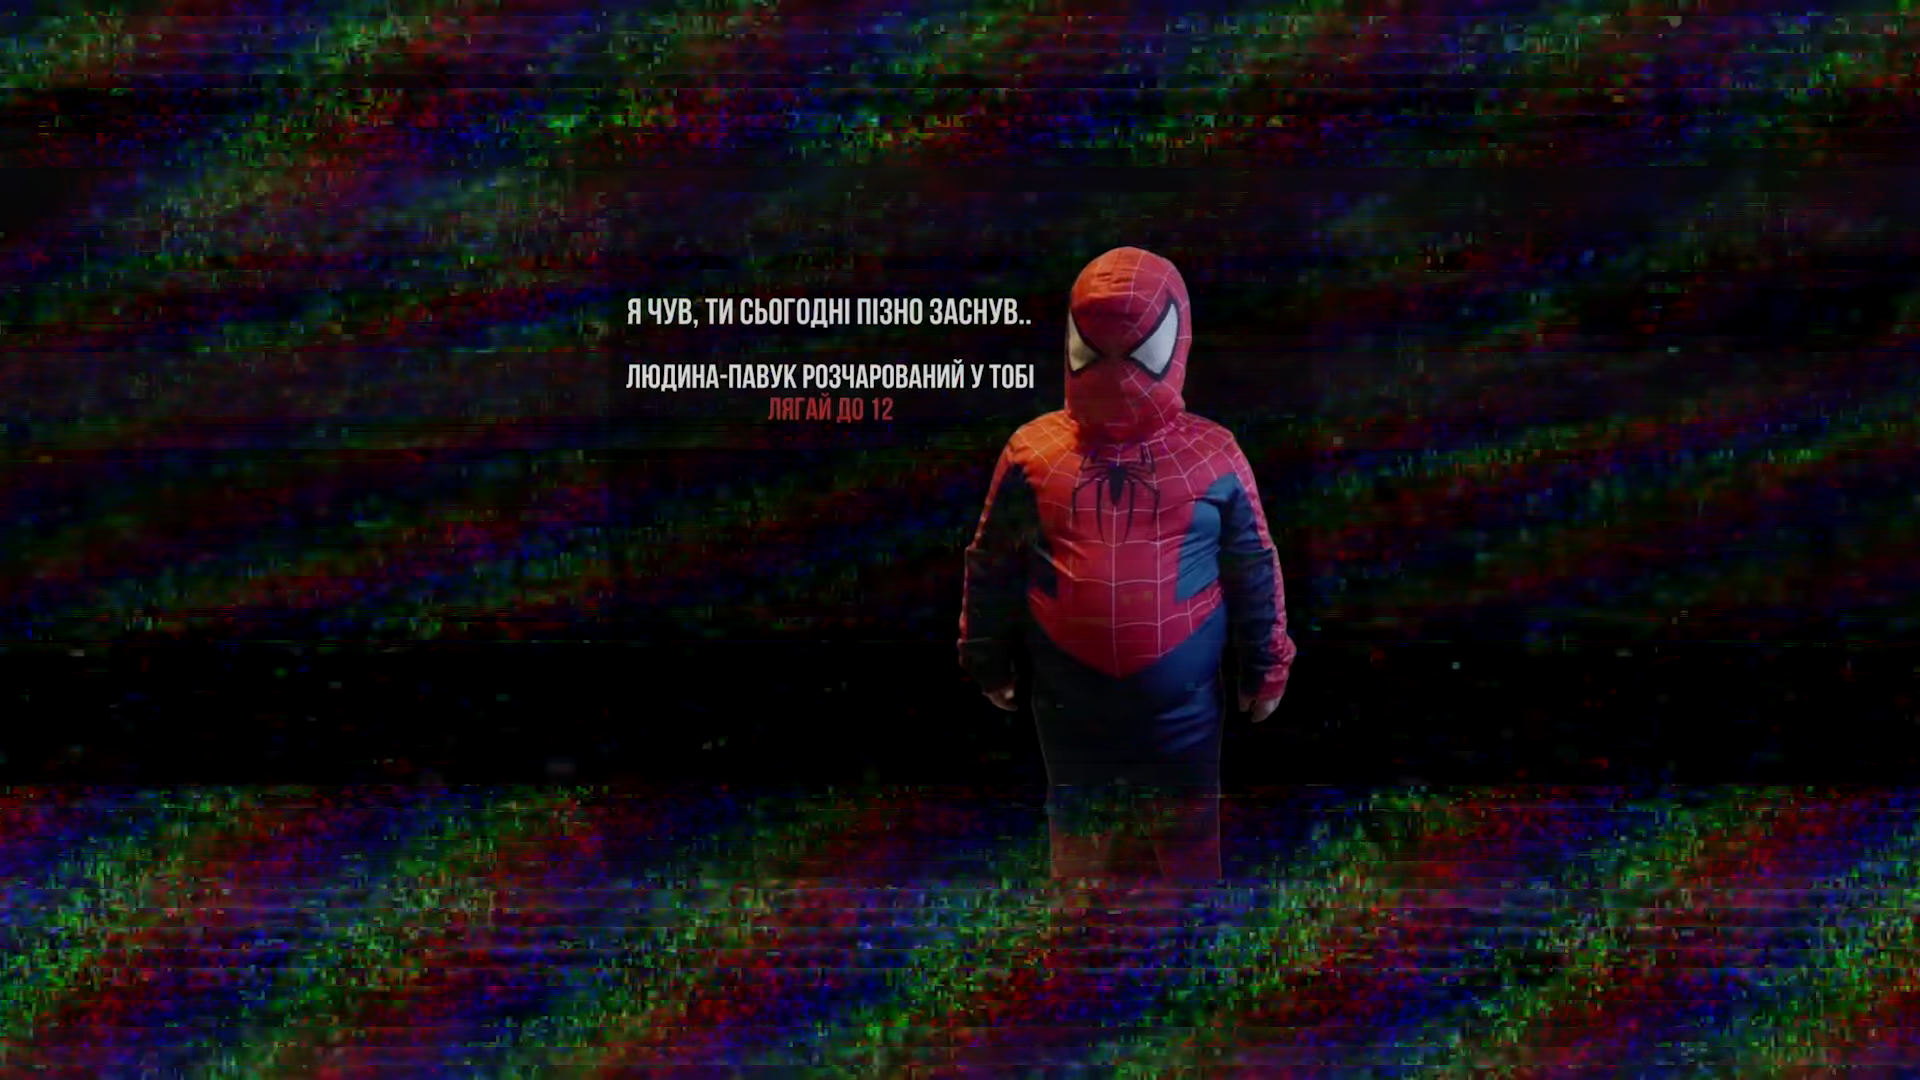 Я ЧУВ, ТИ СЬОГОДНІ ПІЗНО ЗАСНУВ..
ЛЮДИНА-ПАВУК РОЗЧАРОВАНИЙ У ТОБІ
ЛЯГАЙ ДО 12